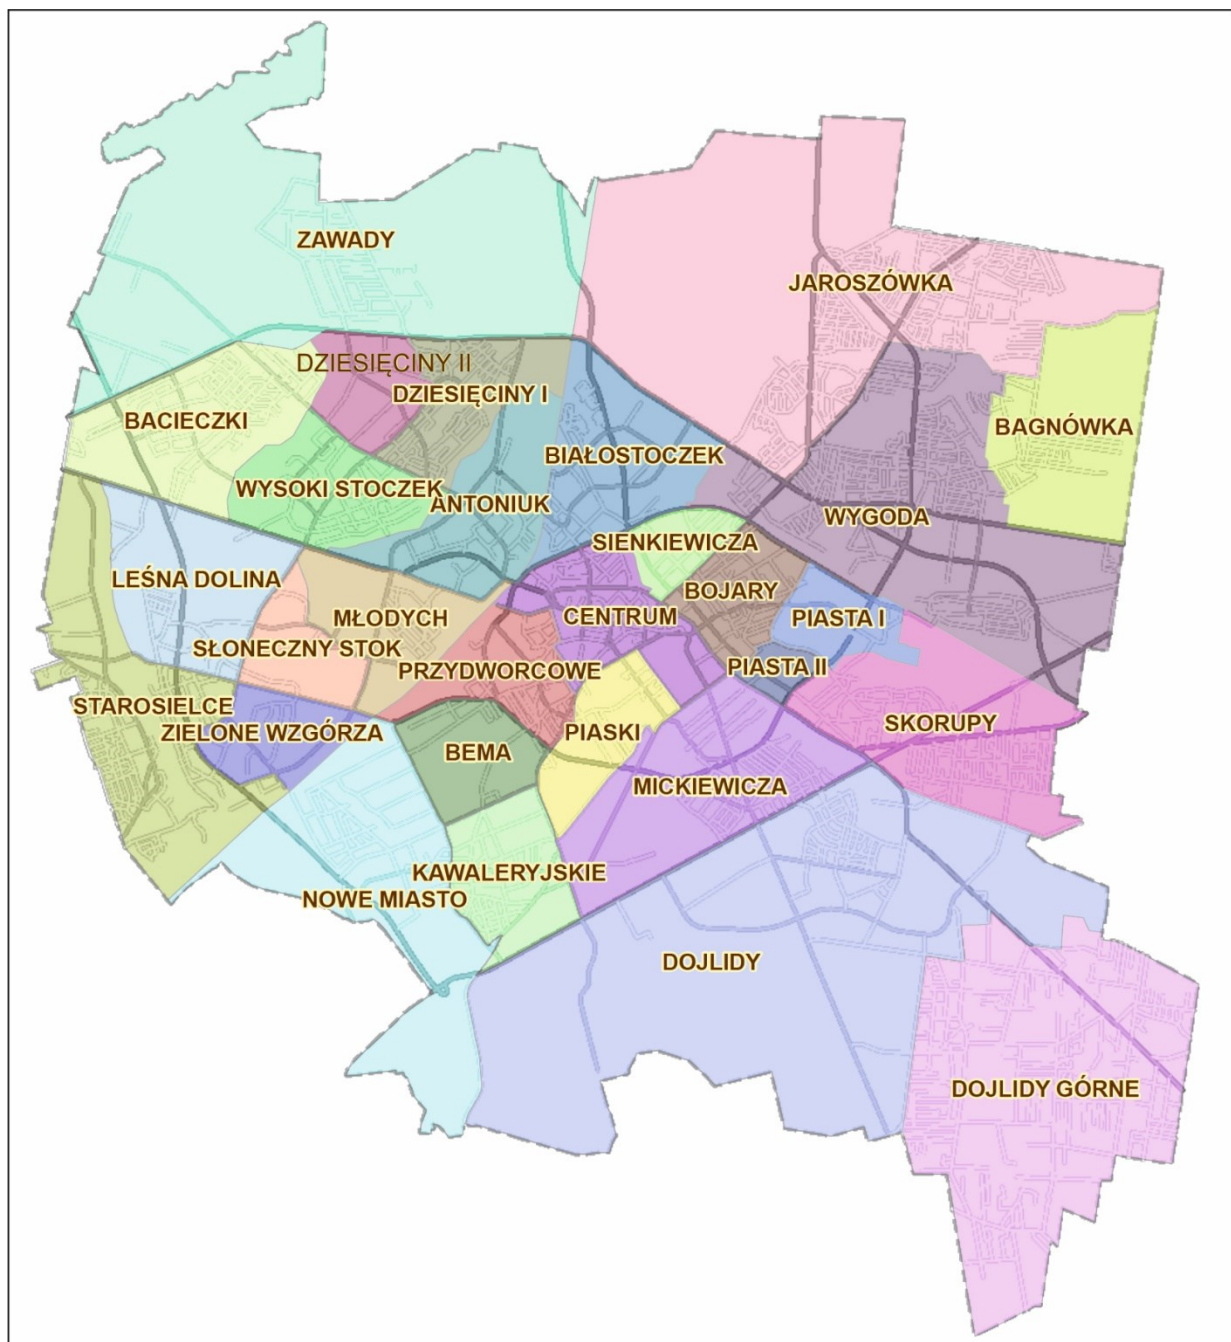 ZAWADY
JAROSZÓWKA
DZIESIĘCINY II
DZIESIĘCINY I
BACIECZKI
BAGNÓWKA
BIAŁOSTOCZEK
WYSOKI STOCZEK
ANTONIUK
WYGODA
SIENKIEWICZA
LEŚNA DOLINA
BOJARY
MŁODYCH
CENTRUM
PIASTA I
SŁONECZNY STOK
PRZYDWORCOWE
PIASTA II
STAROSIELCE
SKORUPY
ZIELONE WZGÓRZA
PIASKI
BEMA
MICKIEWICZA
KAWALERYJSKIE
NOWE MIASTO
DOJLIDY
DOJLIDY GÓRNE